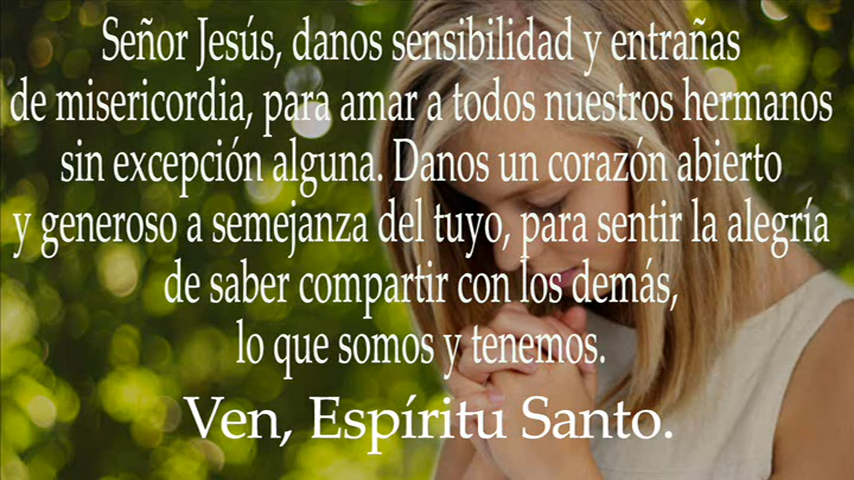 Señor Jesús, danos sensibilidad y entrañas
de misericordia, para amar a todos nuestros hermanos
sin excepción alguna. Danos un corazón abierto
y generoso a semejanza del tuyo, para sentir la alegría
de saber compartir con los demás,
lo que somos y tenemos.
Ven, Espíritu Santo.